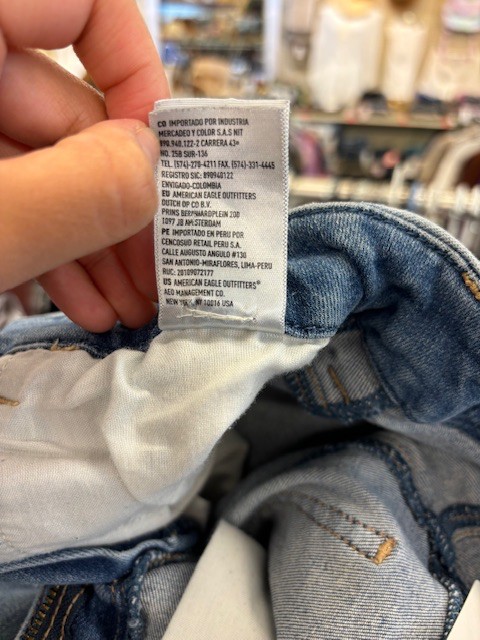 CO IMPORTADO POR INDUSTRIA
MERCADEO Y COLOR S.A.S NIT
890.940.122-2 CARRERA 43ª
NO. 25B SUR-136
TEL. (574)-270-4211 FAX. (574)-331-4445
REGISTRO SIC: 890940122
ENVIGADO-COLOMBIA
EU AMERICAN EAGLE OUTFITTERS
DUTCH OP CO B.V.
PRINS BERNHARDPLEIN 200
1097 JB AMSTERDAM
PE IMPORTADO EN PERU POR
CENCOSUD RETAIL PERU S.A.
CALLE AUGUSTO ANGULO #130
SAN ANTONIO-MIRAFLORES, LIMA-PERU
RUC: 20109072177
US AMERICAN EAGLE OUTFITTERS®
AEO MANAGEMENT CO.
NEW YORK, NY 10016 USA